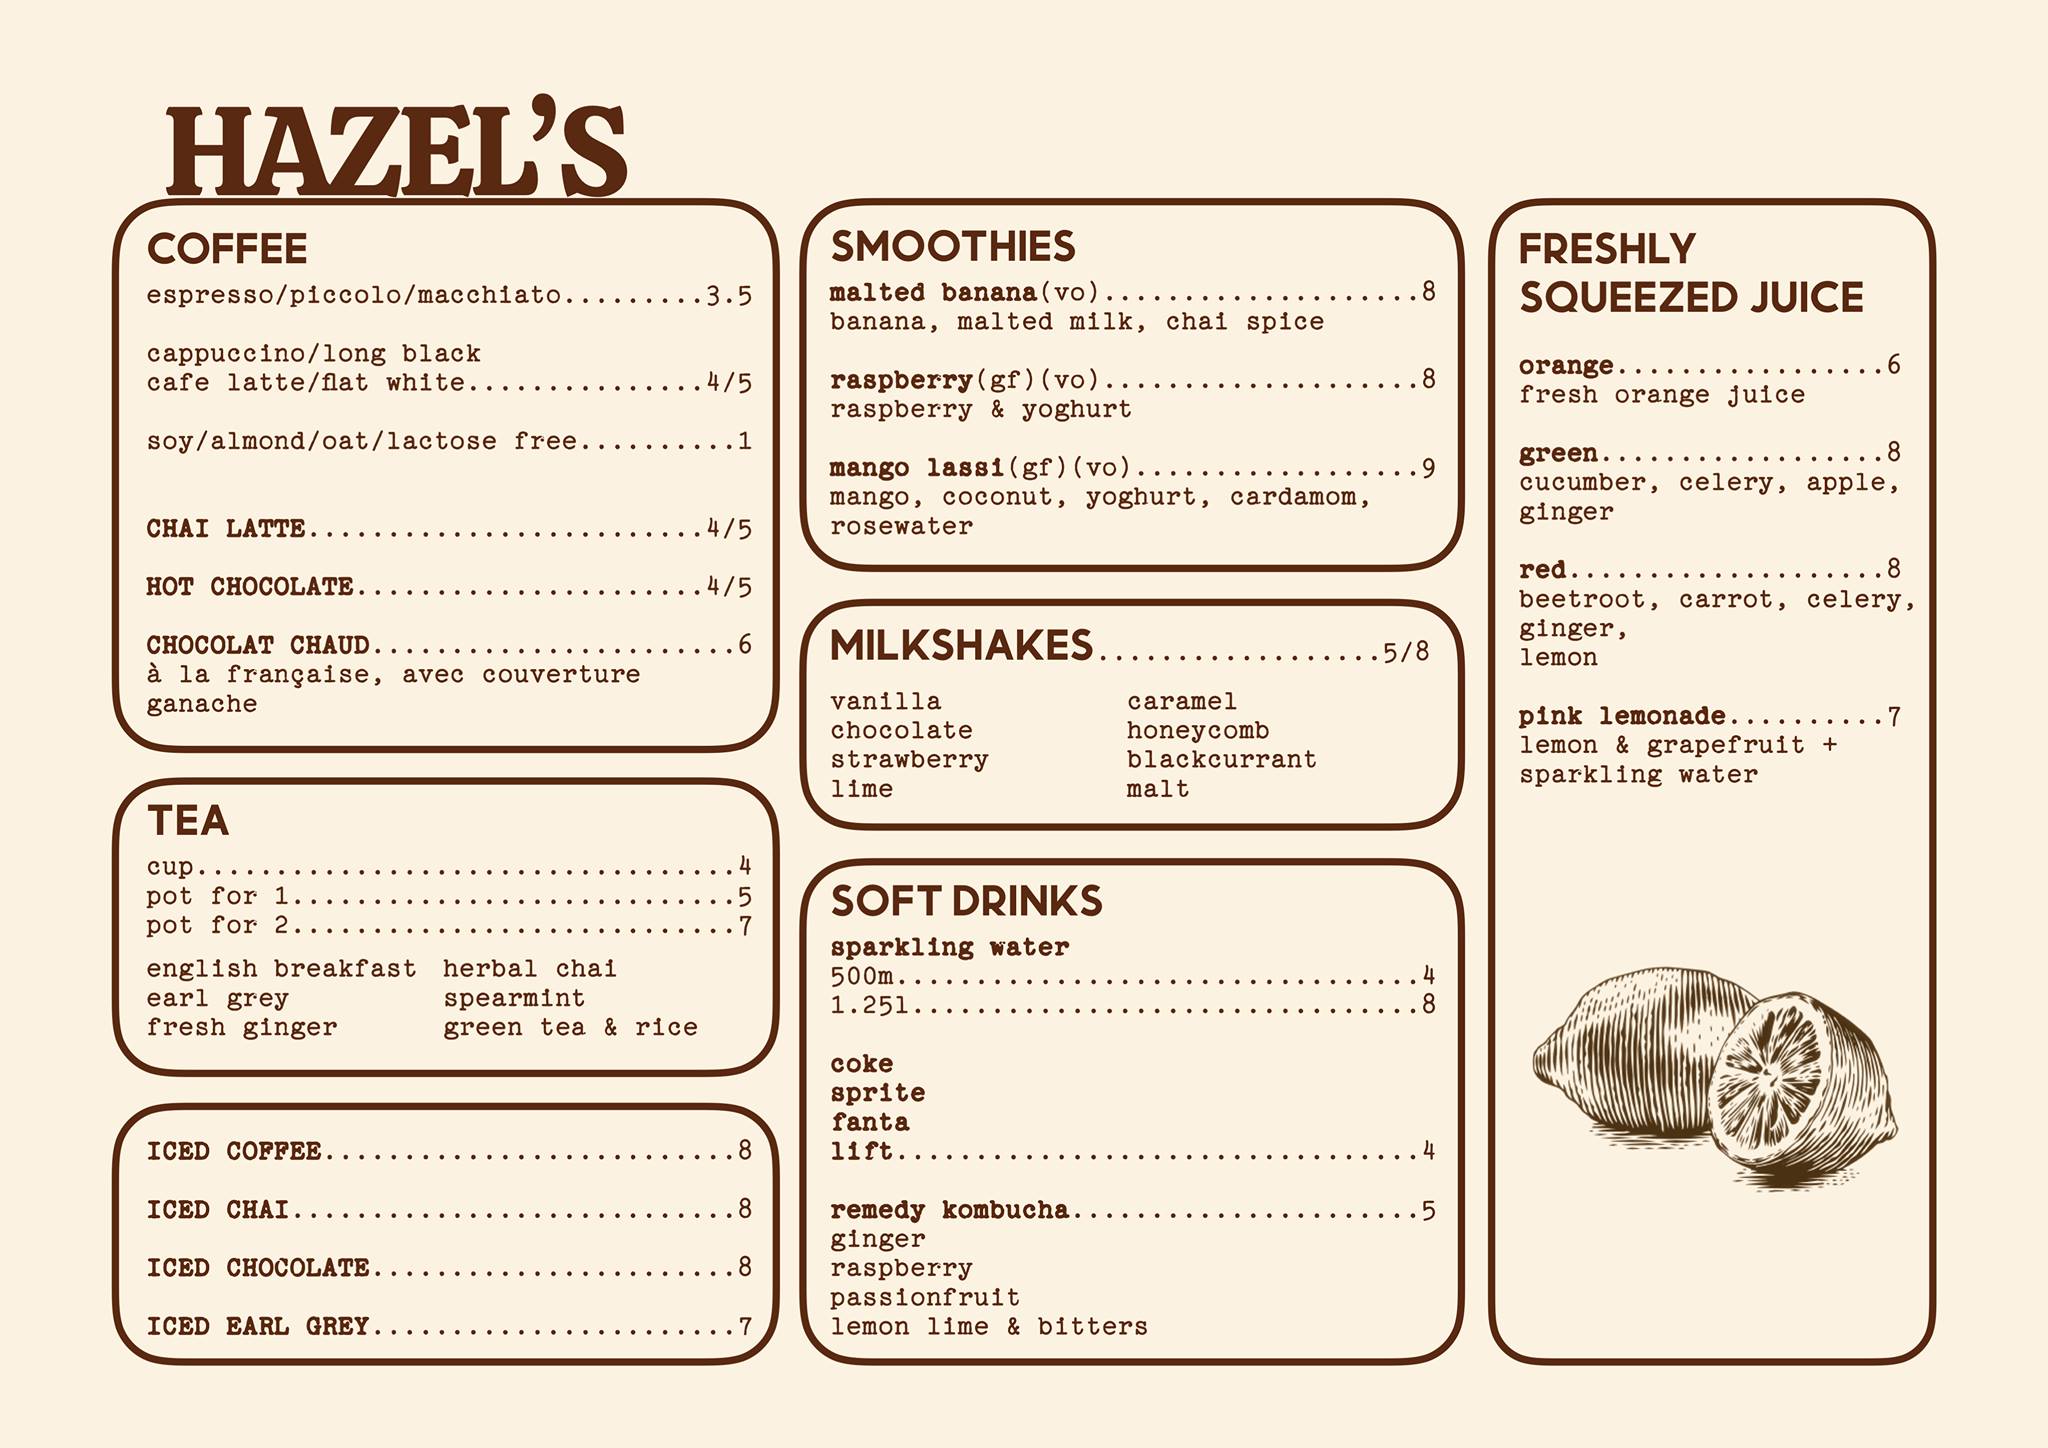 HAZEL'S
COFFEE
espresso/piccolo/macchiato.........3.5
cappuccino/long black
cafe latte/flat white...............4/5
soy/almond/oat/lactose free..........1
CHAI LATTE.........................4/5
HOT CHOCOLATE......................4/5
CHOCOLAT CHAUD.......................6
à la française, avec couverture
ganache
TEA
cup..................................4
pot for 1............................5
pot for 2............................7
english breakfast herbal chai
earl grey spearmint
fresh ginger green tea & rice
ICED COFFEE..........................8
ICED CHAI............................8
ICED CHOCOLATE.......................8
ICED EARL GREY.......................7
SMOOTHIES
malted banana(vo)....................8
banana, malted milk, chai spice
raspberry(gf)(vo)....................8
raspberry & yoghurt
mango lassi(gf)(vo)..................9
mango, coconut, yoghurt, cardamom,
rosewater
MILKSHAKES..................5/8
vanilla caramel
chocolate honeycomb
strawberry blackcurrant
lime malt
SOFT DRINKS
sparkling water
500m.................................4
1.25l................................8
coke
sprite
fanta
lift.................................4
remedy kombucha......................5
ginger
raspberry
passionfruit
lemon lime & bitters
FRESHLY
SQUEEZED JUICE
orange.................6
fresh orange juice
green..................8
cucumber, celery, apple,
ginger
red....................8
beetroot, carrot, celery,
ginger,
lemon
pink lemonade..........7
lemon & grapefruit +
sparkling water